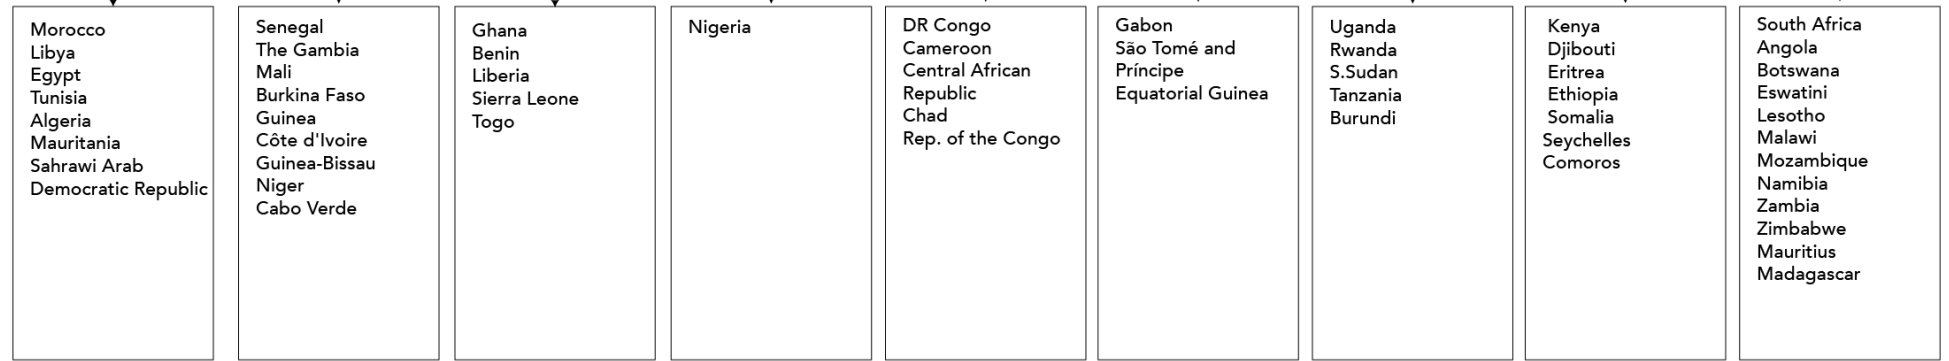 Morocco
Libya
Egypt
Tunisia
Algeria
Mauritania
Sahrawi Arab
Democratic Republic
Senegal
The Gambia
Mali
Burkina Faso
Guinea
Côte d'Ivoire
Guinea-Bissau
Niger
Cabo Verde
Ghana
Benin
Liberia
Sierra Leone
Togo
Nigeria
DR Congo
Cameroon
Central African
Republic
Chad
Rep. of the Congo
Gabon
São Tomé and
Príncipe
Equatorial Guinea
Uganda
Rwanda
S.Sudan
Tanzania
Burundi
Kenya
Djibouti
Eritrea
Ethiopia
Somalia
Seychelles
Comoros
South Africa
Angola
Botswana
Eswatini
Lesotho
Malawi
Mozambique
Namibia
Zambia
Zimbabwe
Mauritius
Madagascar